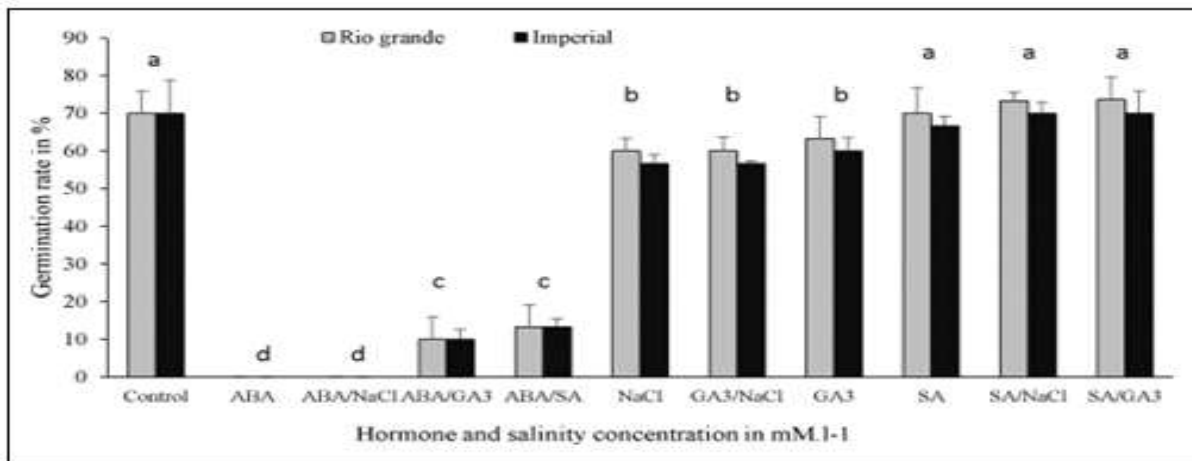 90
Rio grande Imperial
80
a a a a
70
b b b
60
50
40
30
c c
20
10
d d
0
Control ABA ABA/NaCl ABA/GA3 ABA/SA NaCl GA3/NaCl GA3 SA SA/NaCl SA/GA3
Germination rate in %
Hormone and salinity concentration in mM.l-1